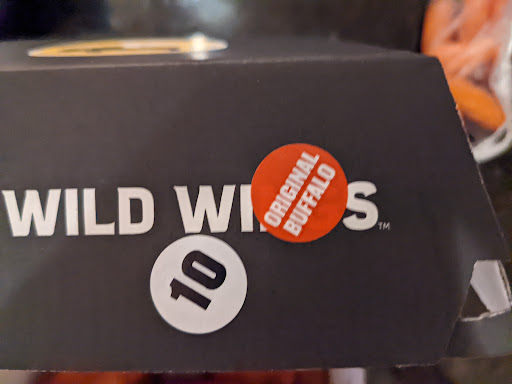 WILD WI S™
ORIGINAL
BUFFALO
10